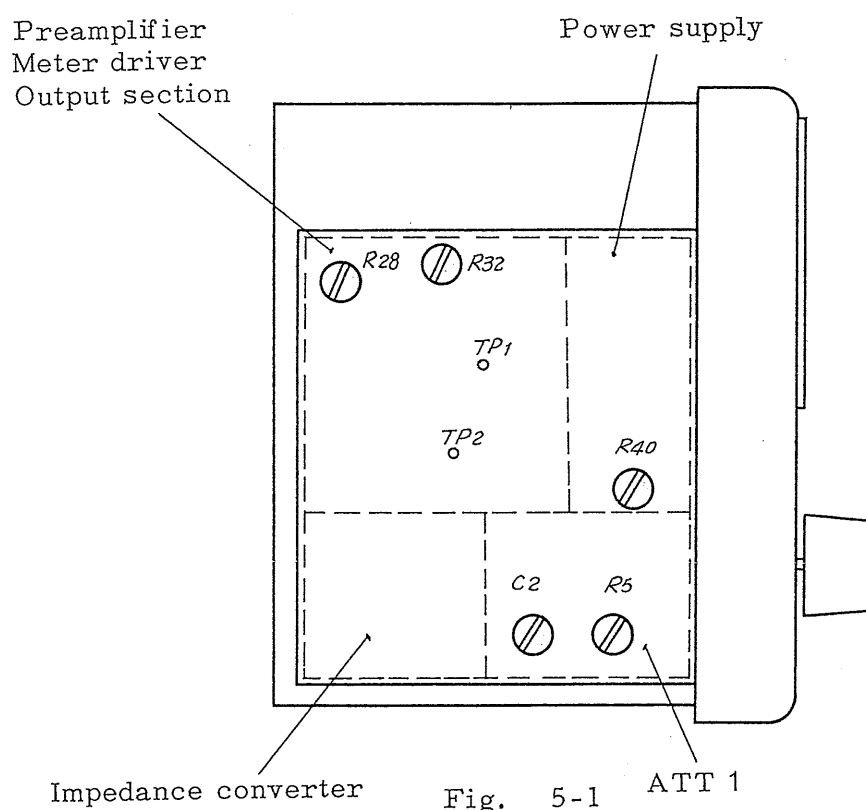 Preamplifier
Meter driver
Output section
Power supply
R28
R32
TP1
TP2
R40
C2
R5
Impedance converter
Fig. 5-1
ATT 1